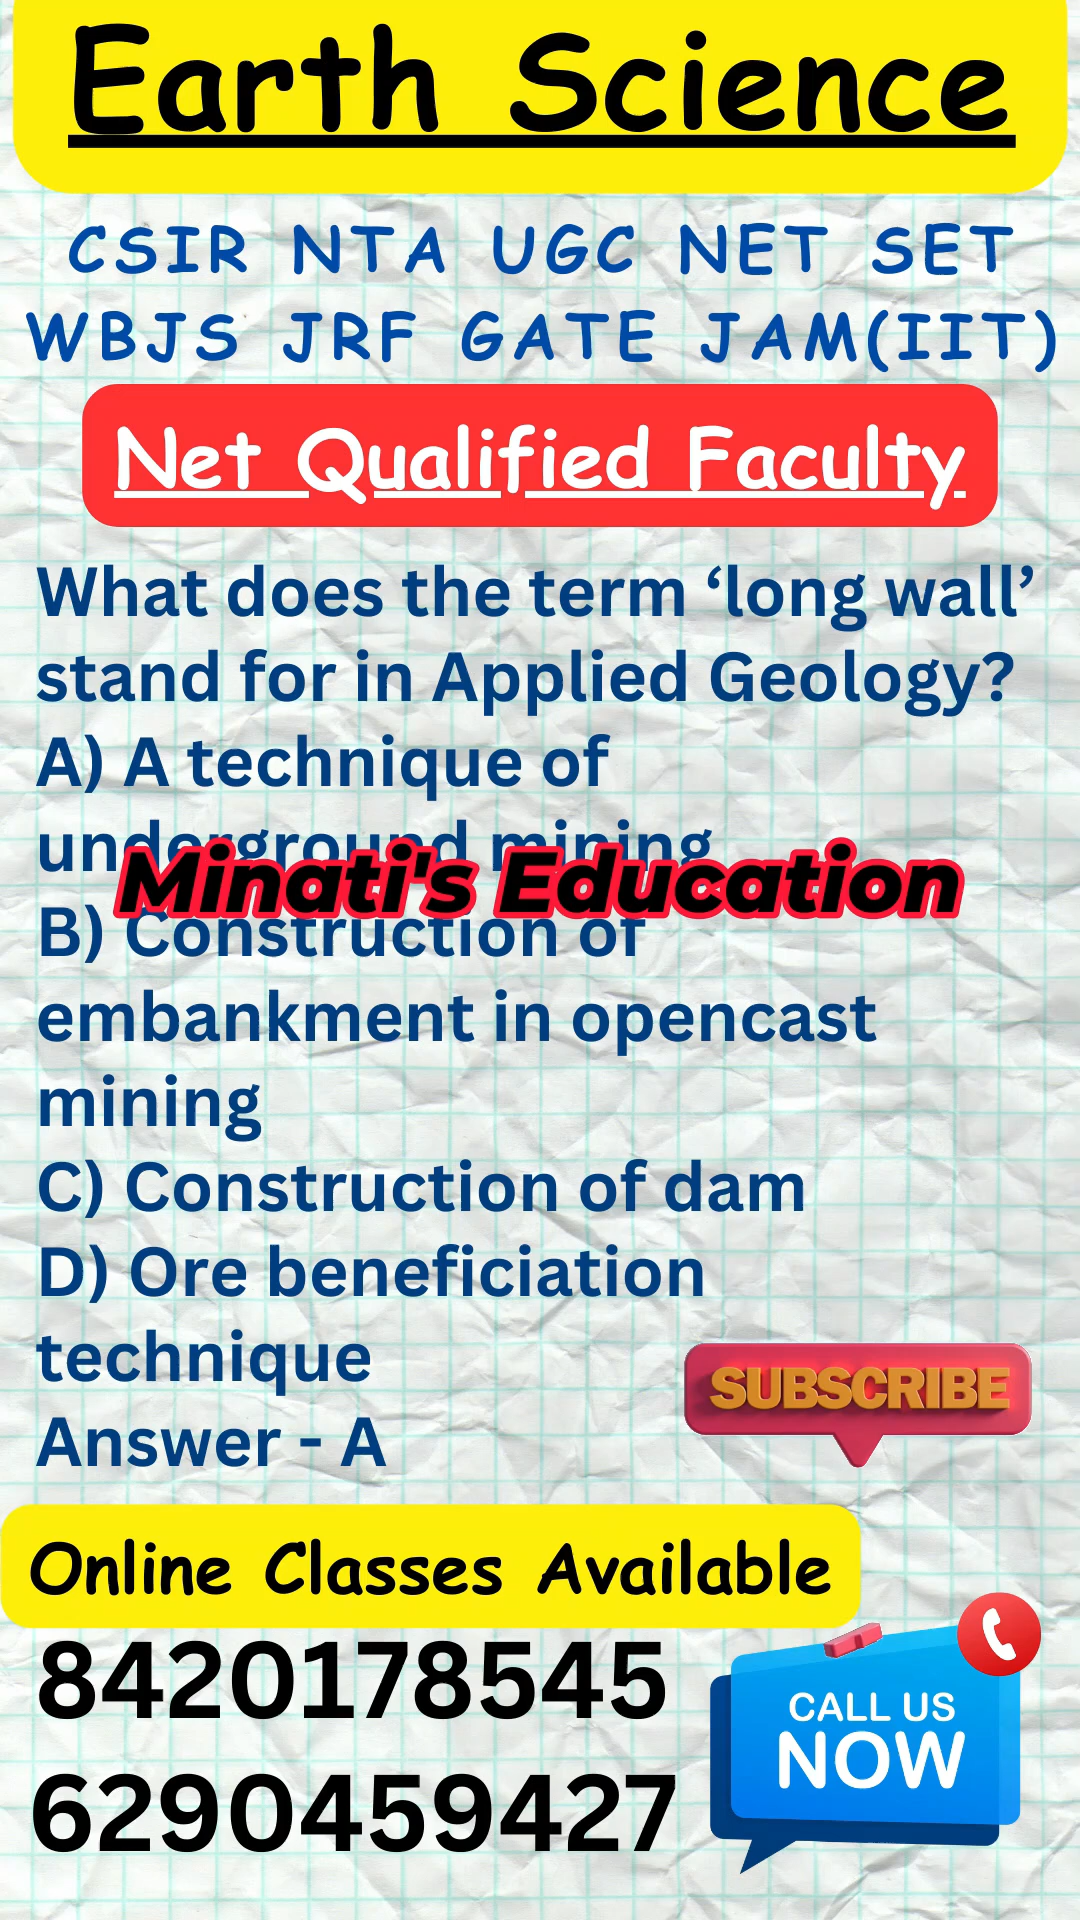 Earth Science
CSIR NTA UGC NET SET
WBJS JRF GATE JAM(IIT)
Net Qualified Faculty
What does the term ‘long wall’
stand for in Applied Geology?
A) A technique of
underground mining
Minati's Education
B) Construction of
embankment in opencast
mining
C) Construction of dam
D) Ore beneficiation
technique
SUBSCRIBE
Answer - A
Online Classes Available
8420178545
CALL US
NOW
6290459427